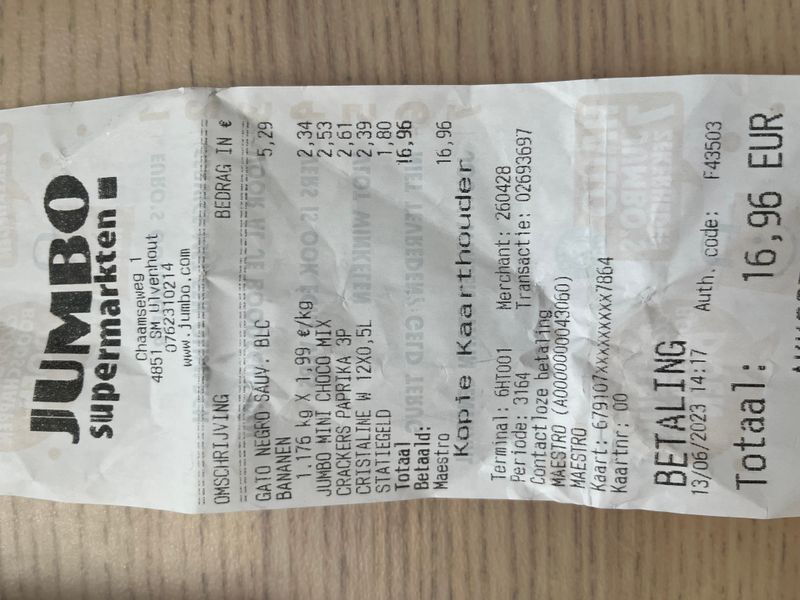 JUMBO
supermarkten
Chaamseweg 1
4851 SM Ulvenhout
0762310214
www.jumbo.com
OMSCHRIJVING BEDRAG IN €
GATO NEGRO SAUV. BLC 5,29
BANANEN
1.176 kg X 1,99 €/kg 2,34
JUMBO MINI CHOCO MIX 2,53
CRACKERS PAPRIKA 3P 2,61
CRISTALINE W 12X0,5L 2,39
STATIEGELD 1,80
Totaal 16,96
Betaald:
Maestro 16,96
Kopie Kaarthouder
Terminal: 6HT001 Merchant: 260428
Periode: 3164 Transactie: 02693697
Contactloze betaling
MAESTRO (A0000000043060)
MAESTRO
Kaart: 679107xxxxxxxxx7864
Kaartnr: 00
BETALING
13/06/2023 14:17 Auth. code: F43503
Totaal: 16,96 EUR